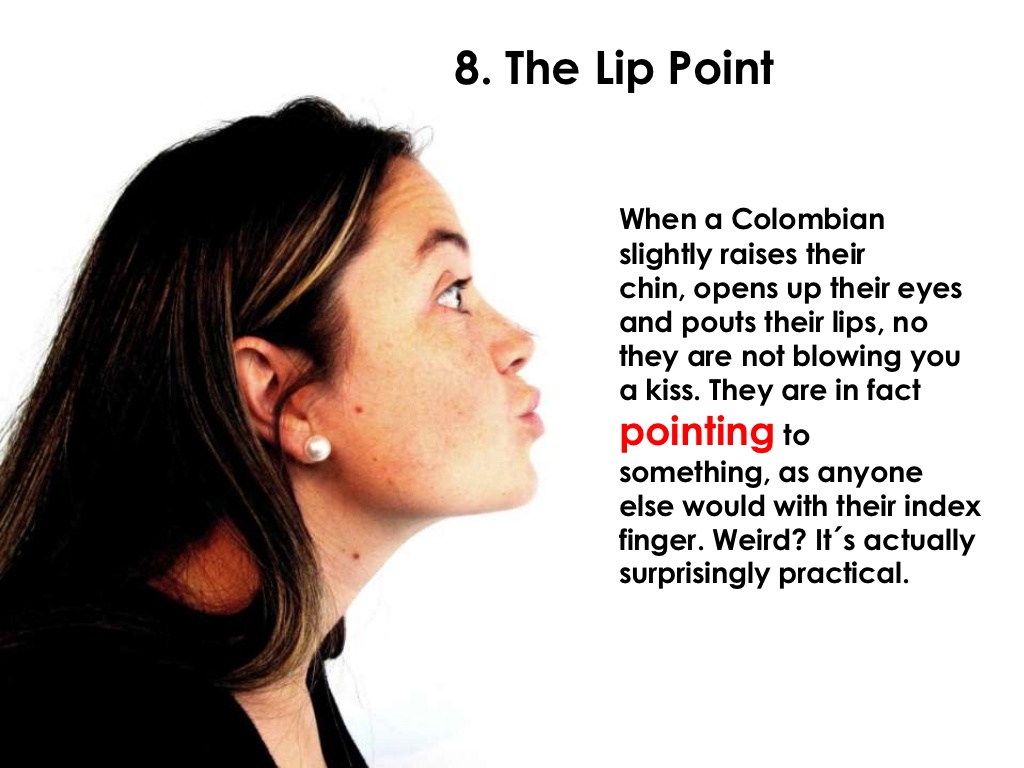 8. The Lip Point
When a Colombian
slightly raises their
chin, opens up their eyes
and pouts their lips, no
they are not blowing you
a kiss. They are in fact
pointing to
something, as anyone
else would with their index
finger. Weird? It´s actually
surprisingly practical.